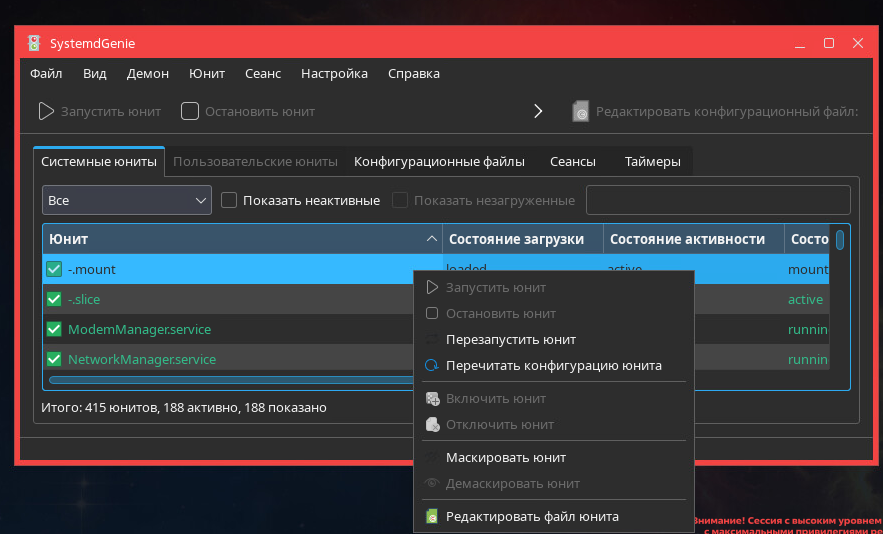 SystemdGenie
Файл Вид Демон Юнит Сеанс Настройка Справка
Запустить юнит Остановить юнит Редактировать конфигурационный файл:
Системные юниты Пользовательские юниты Конфигурационные файлы Сеансы Таймеры
Все Показать неактивные Показать незагруженные
Юнит Состояние загрузки Состояние активности Состо
-.mount loaded active mount
-.slice active
ModemManager.service runnin
NetworkManager.service runnin
Итого: 415 юнитов, 188 активно, 188 показано
Запустить юнит
Остановить юнит
Перезапустить юнит
Перечитать конфигурацию юнита
Включить юнит
Отключить юнит
Маскировать юнит
Демаскировать юнит
Редактировать файл юнита
Внимание! Сессия с высоким уровнем
с максимальными привилегиями ре